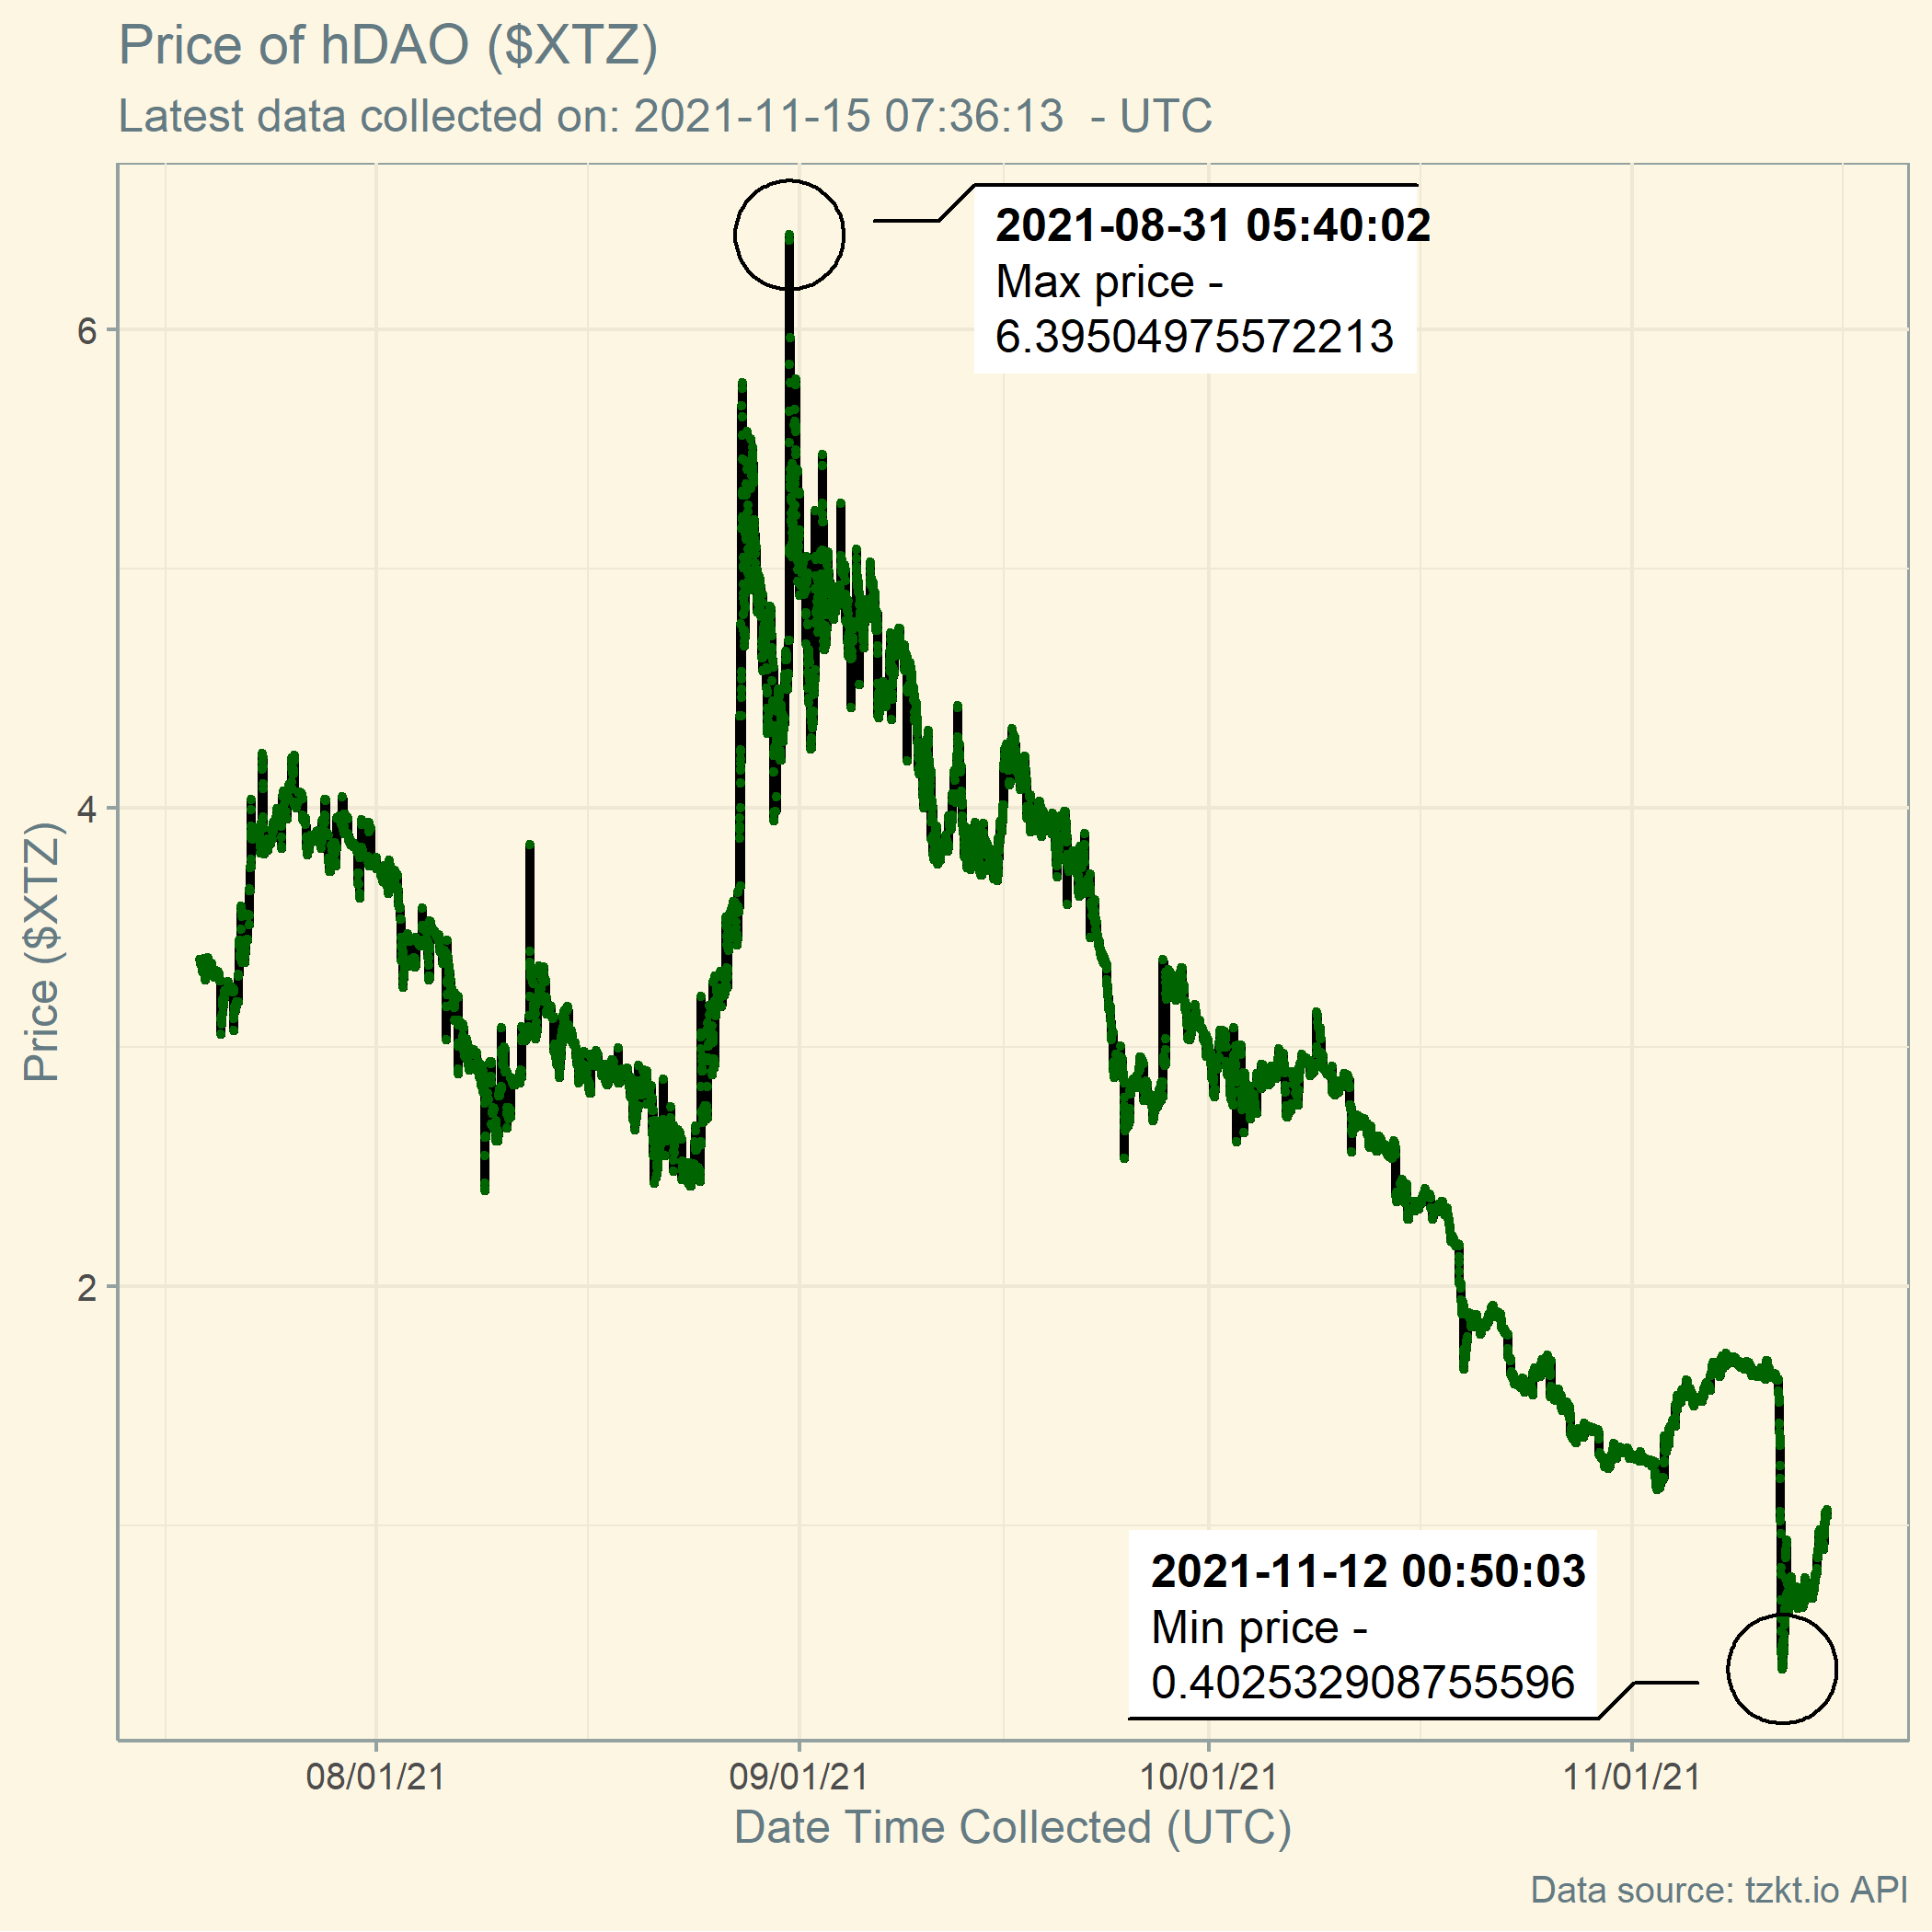 Price of hDAO ($XTZ)
Latest data collected on: 2021-11-15 07:36:13  - UTC
2021-08-31 05:40:02
Max price -
6.39504975572213
6
4
2
Price ($XTZ)
2021-11-12 00:50:03
Min price -
0.402532908755596
08/01/21
09/01/21
10/01/21
11/01/21
Date Time Collected (UTC)
Data source: tzkt.io API